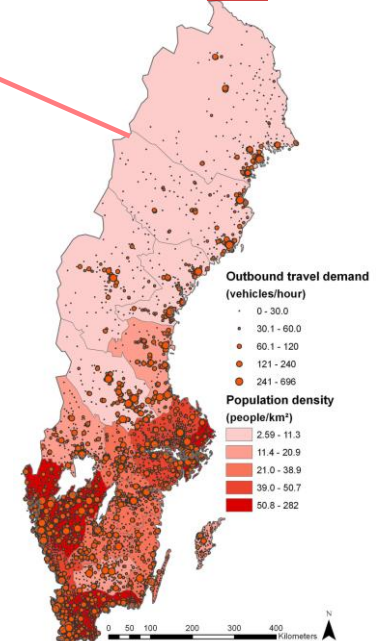 Outbound travel demand
(vehicles/hour)
0 - 30.0
30.1 - 60.0
60.1 - 120
121 - 240
241 - 696
Population density
(people/km²)
2.59 - 11.3
11.4 - 20.9
21.0 - 38.9
39.0 - 50.7
50.8 - 282
N
0 50 100 200 300 400
Kilometers